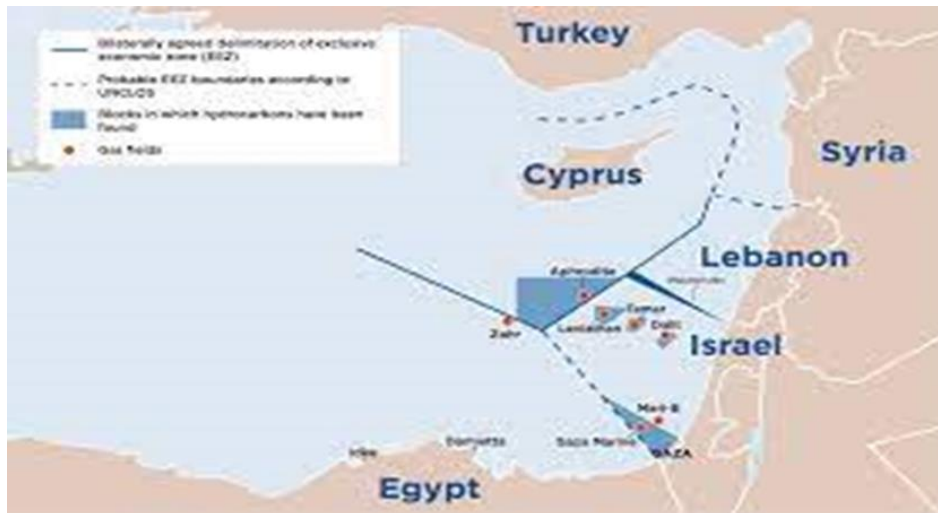 Turkey
Bilaterally agreed delimitation of exclusive
economic zone (EEZ)
Probable EEZ boundaries according to
UNCLOS
Blocks in which hydrocarbons have been
found
Gas fields
Syria
Cyprus
Lebanon
Aphrodite
Tamar
Leviathan
Dalit
Zohr
Israel
Mari-B
Gaza Marine
GAZA
Damietta
Idku
Egypt